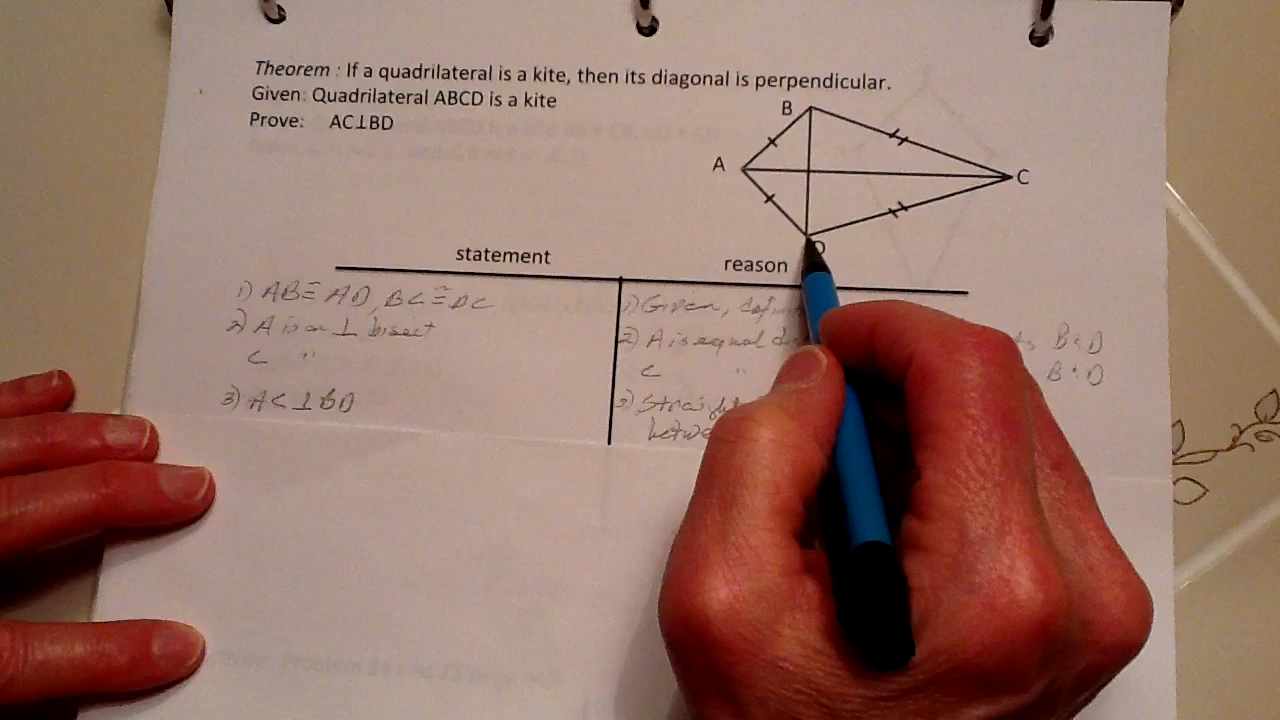 Theorem : If a quadrilateral is a kite, then its diagonal is perpendicular.
Given: Quadrilateral ABCD is a kite
Prove: AC⊥BD
B
A
C
D
statement
reason
1) AB≅AD, BC≅DC
1) Given,
2) A is on ⊥ bisect
2) A is equal B & D
C "
C " B & D
3) AC⊥BD
3) Straight